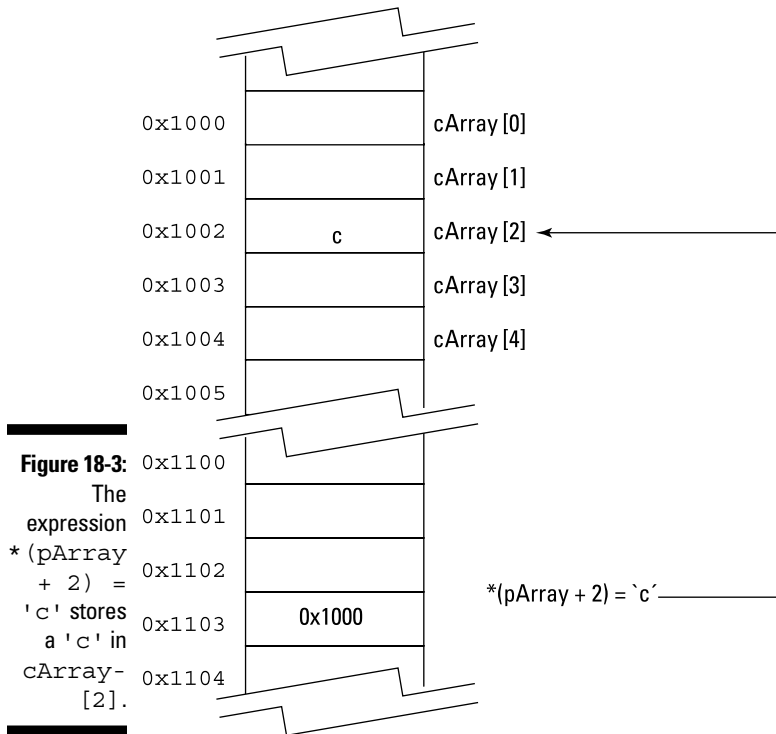 0x1000 cArray [0]
0x1001 cArray [1]
0x1002 c cArray [2]
0x1003 cArray [3]
0x1004 cArray [4]
0x1005
0x1100
0x1101
0x1102
0x1103 0x1000
0x1104
*(pArray + 2) = `c´
Figure 18-3:
The
expression
*(pArray
+ 2) =
'c' stores
a 'c' in
cArray-
[2].